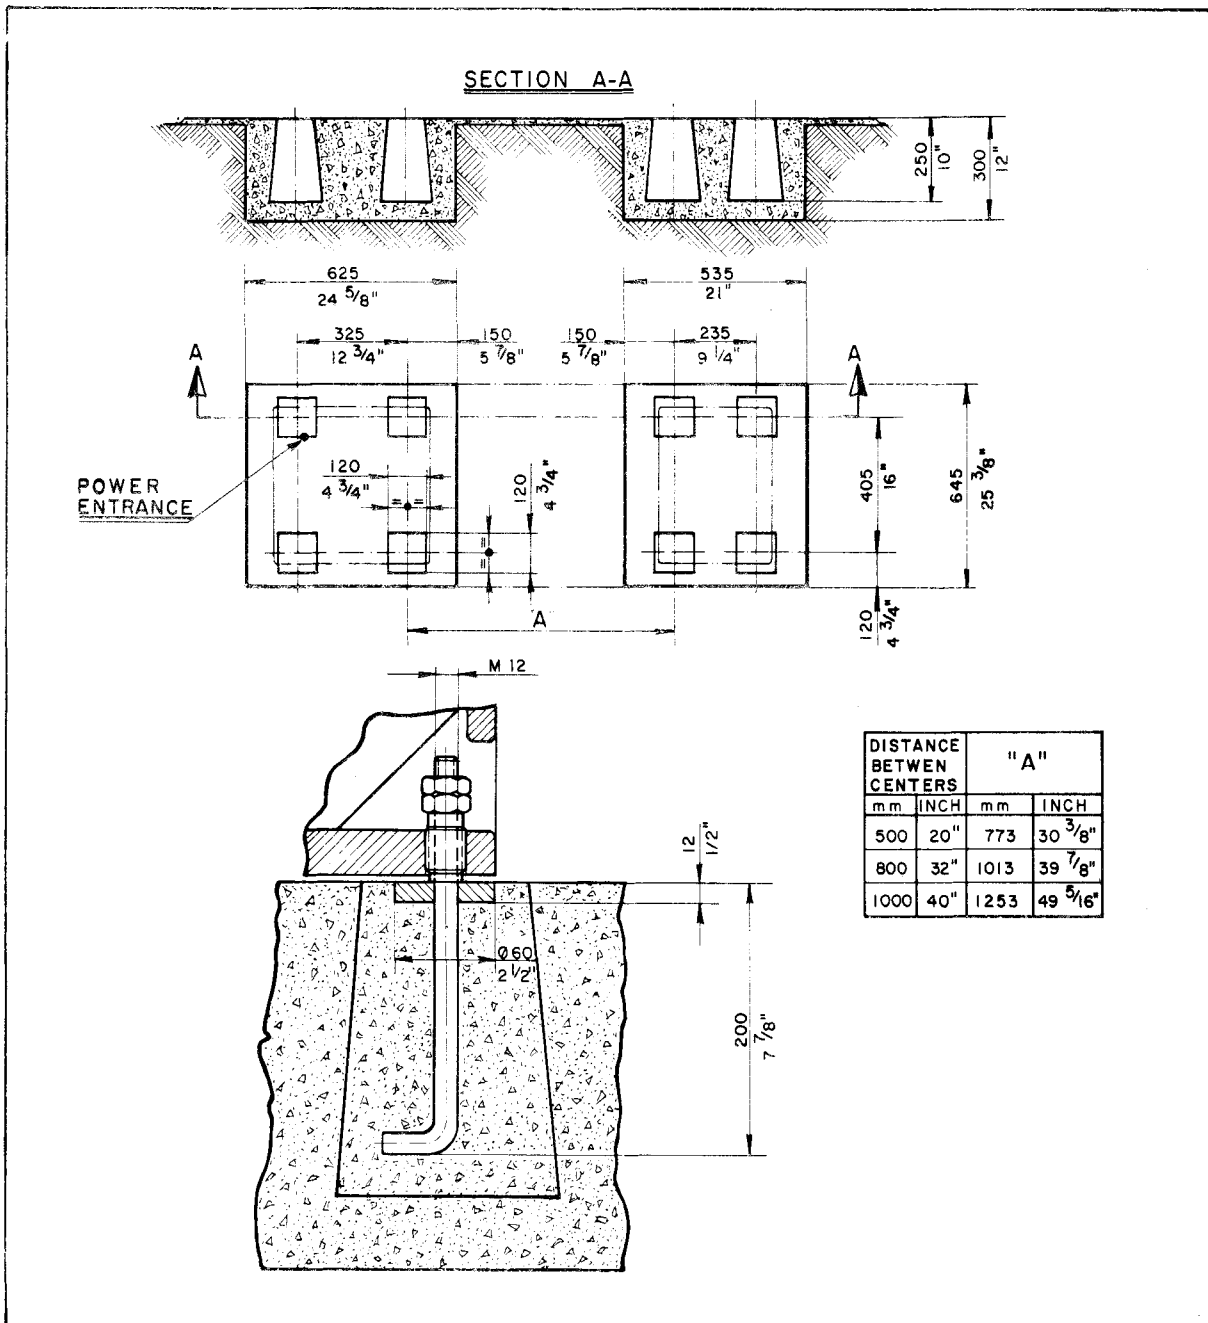 SECTION A-A
250
10"
300
12"
625
24 5/8"
535
21"
325
12 3/4"
150
5 7/8"
150
5 7/8"
235
9 1/4"
A
A
POWER
ENTRANCE
120
4 3/4"
= =
120
4 3/4"
=
=
405
16"
645
25 3/8"
120
4 3/4"
A
M 12
12
1/2"
Ø60
2 1/2"
200
7 7/8"
DISTANCE "A"
BETWEN
CENTERS
mm INCH mm INCH
500 20" 773 30 3/8"
800 32" 1013 39 7/8"
1000 40" 1253 49 5/16"